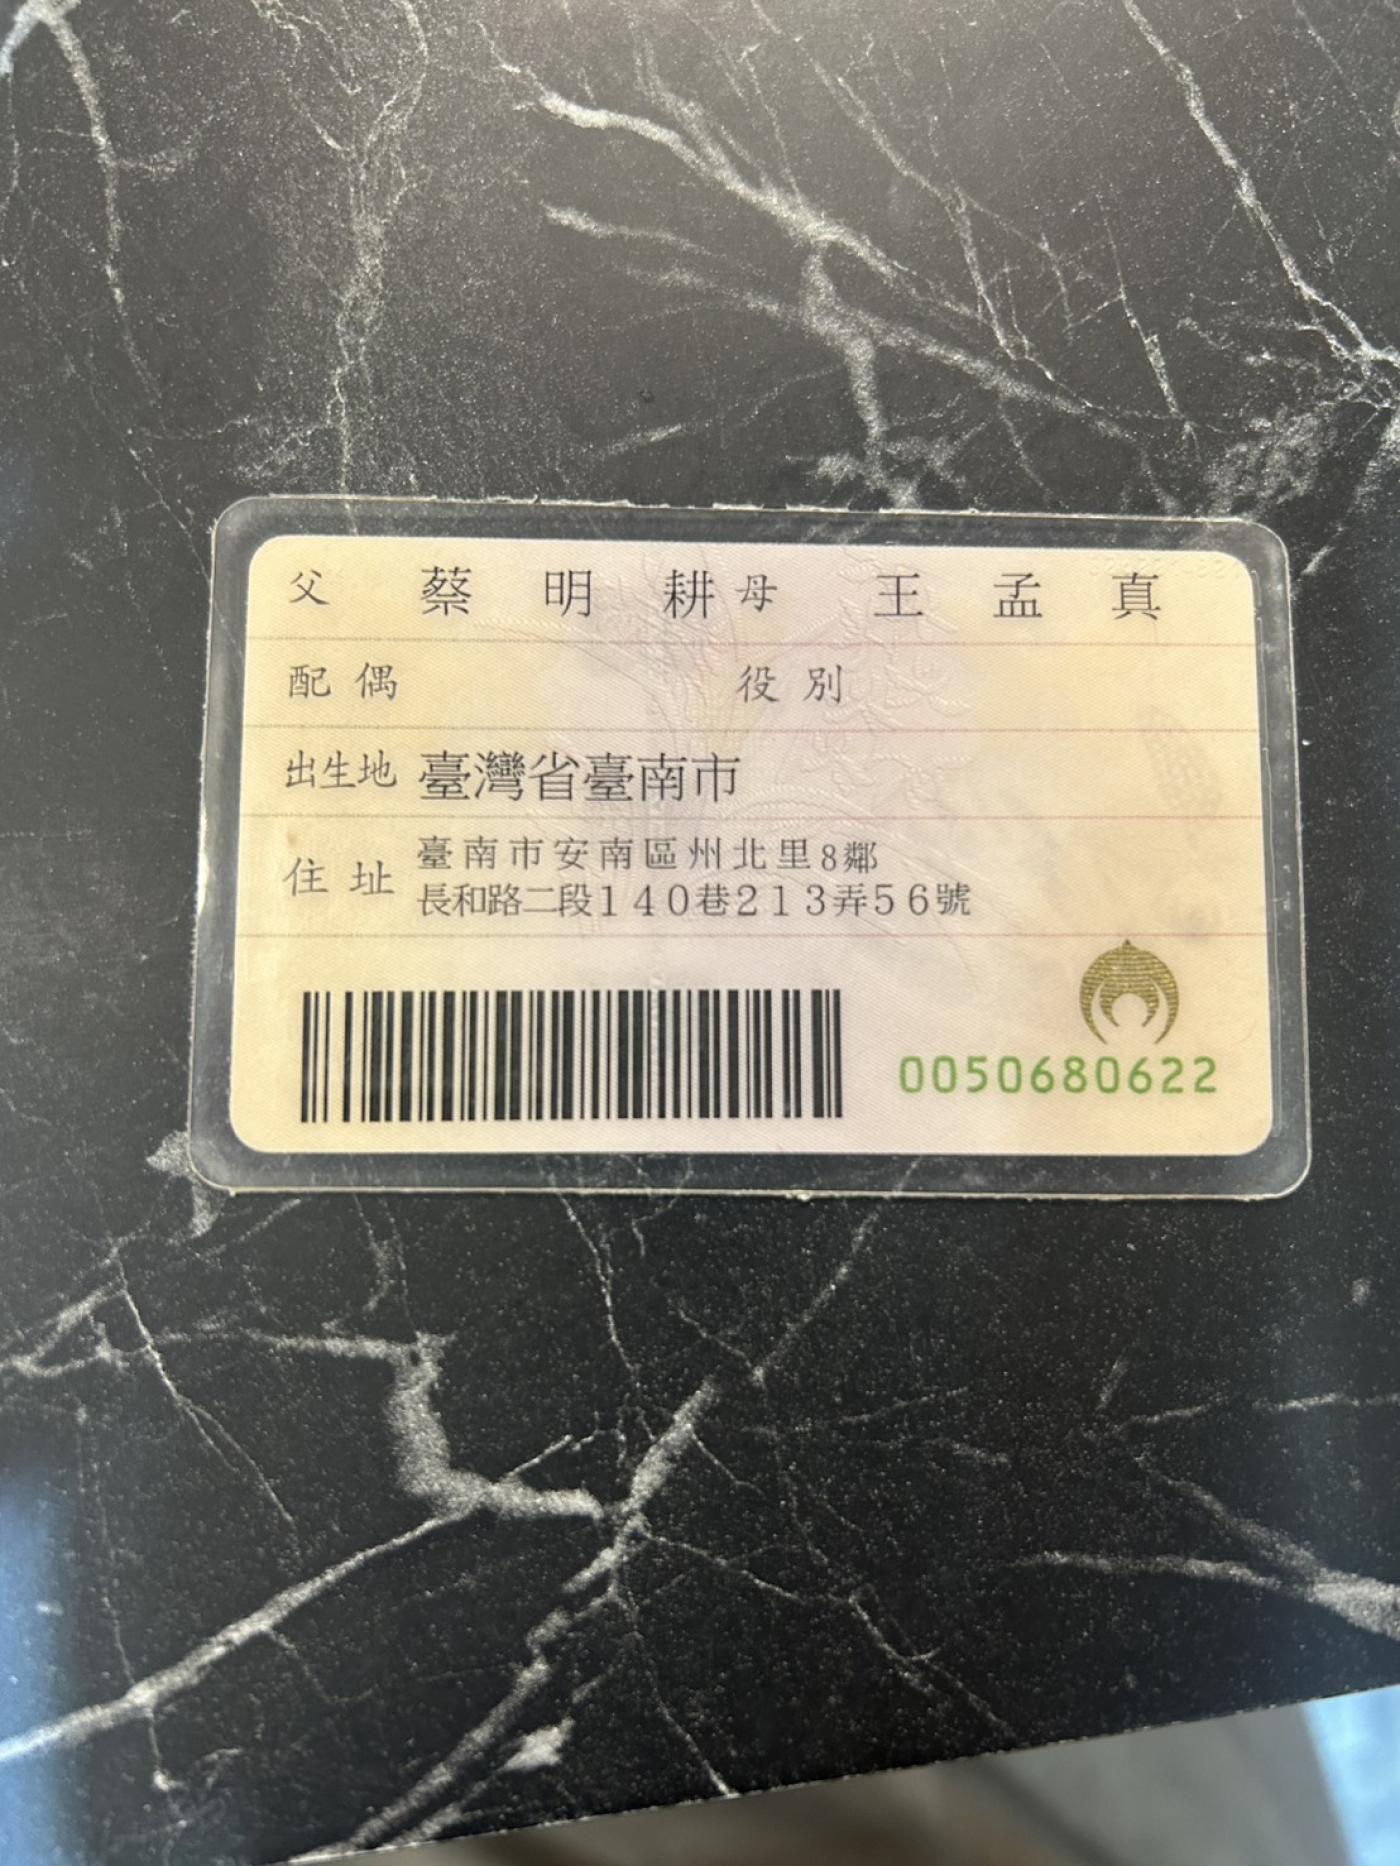 父 蔡明耕 母 王孟真
配偶 役別
出生地 臺灣省臺南市
住址 臺南市安南區州北里8鄰
長和路二段140巷213弄56號
0050680622